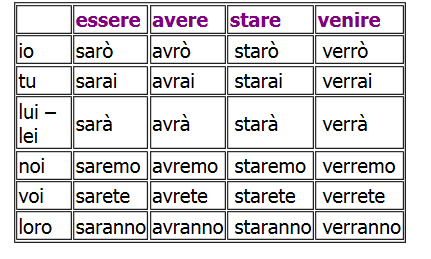 essere avere stare venire
io sarò avrò starò verrò
tu sarai avrai starai verrai
lui –
lei sarà avrà starà verrà
noi saremo avremo staremo verremo
voi sarete avrete starete verrete
loro saranno avranno staranno verranno